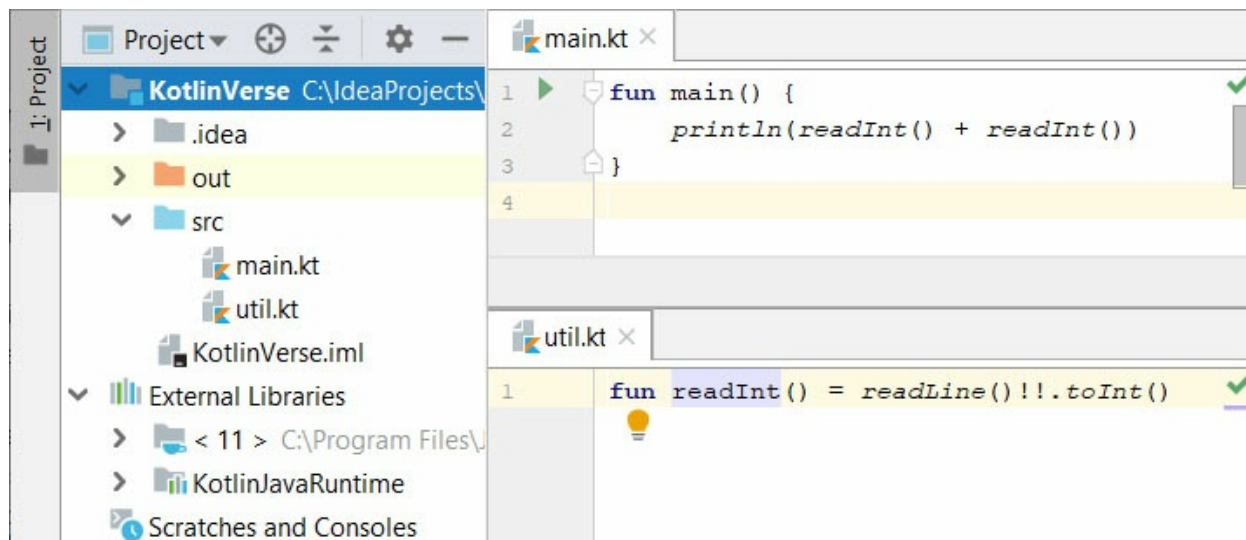 1: Project
Project
KotlinVerse C:\IdeaProjects\
.idea
out
src
main.kt
util.kt
KotlinVerse.iml
External Libraries
< 11 > C:\Program Files\J
KotlinJavaRuntime
Scratches and Consoles
main.kt
1 fun main() {
2 println(readInt() + readInt())
3 }
4
util.kt
1 fun readInt() = readLine()!!.toInt()